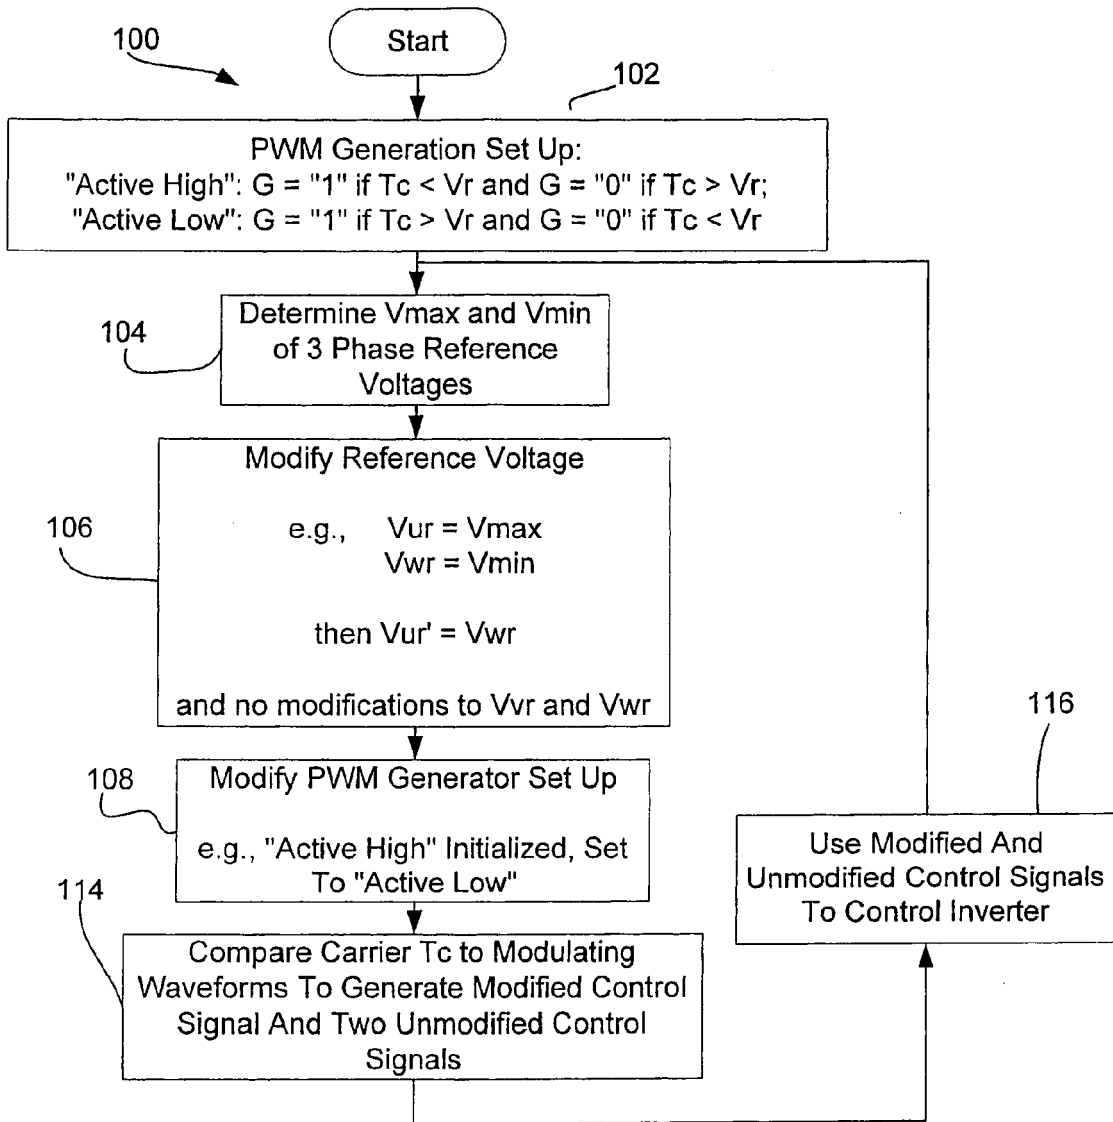 Start
100
102
PWM Generation Set Up:
"Active High": G = "1" if Tc < Vr and G = "0" if Tc > Vr;
"Active Low": G = "1" if Tc > Vr and G = "0" if Tc < Vr
104
Determine Vmax and Vmin
of 3 Phase Reference
Voltages
106
Modify Reference Voltage
e.g., Vur = Vmax
Vwr = Vmin
then Vur' = Vwr
and no modifications to Vvr and Vwr
108
Modify PWM Generator Set Up
e.g., "Active High" Initialized, Set
To "Active Low"
114
Compare Carrier Tc to Modulating
Waveforms To Generate Modified Control
Signal And Two Unmodified Control
Signals
116
Use Modified And
Unmodified Control Signals
To Control Inverter